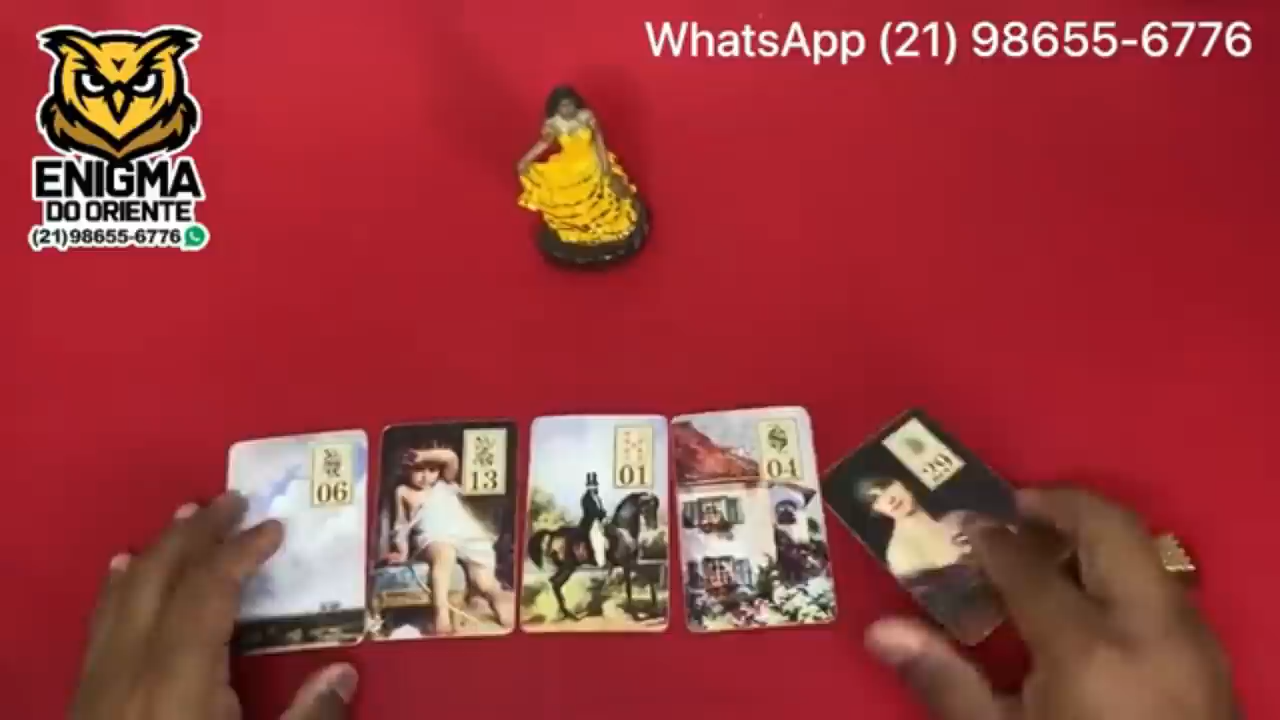 WhatsApp (21) 98655-6776
ENIGMA
DO ORIENTE
(21)98655-6776
06
13
01
04
29